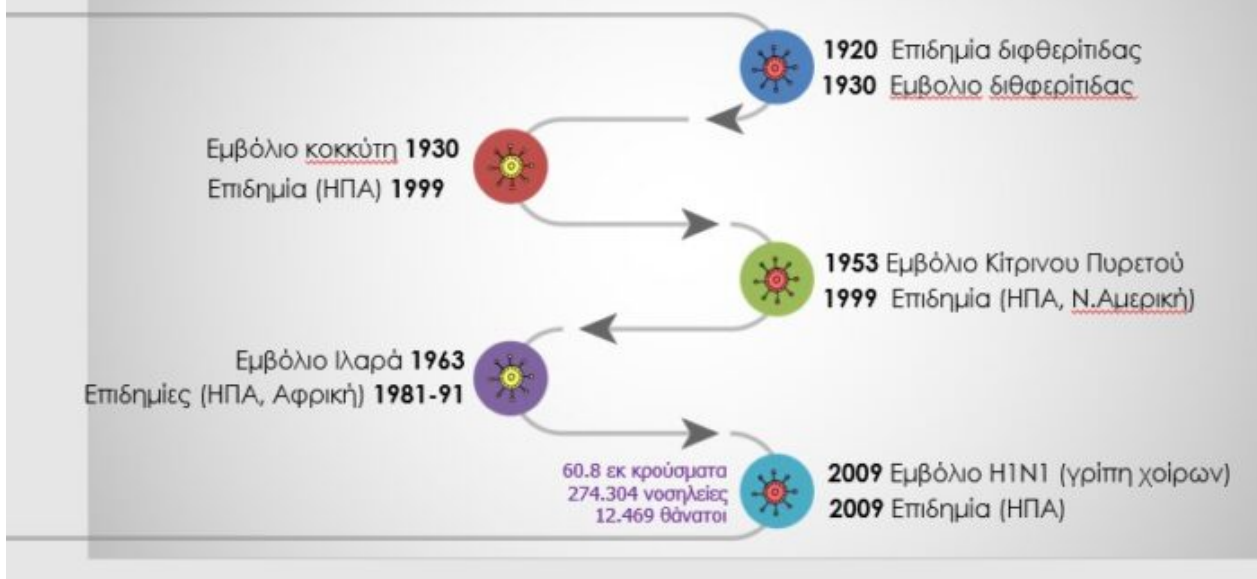 1920 Επιδημία διφθερίτιδας
1930 Εμβολιο διθφερίτιδας
Εμβόλιο κοκκύτη 1930
Επιδημία (ΗΠΑ) 1999
1953 Εμβόλιο Κίτρινου Πυρετού
1999 Επιδημία (ΗΠΑ, Ν.Αμερική)
Εμβόλιο Ιλαρά 1963
Επιδημίες (ΗΠΑ, Αφρική) 1981-91
60.8 εκ κρούσματα
274.304 νοσηλείες
12.469 θάνατοι
2009 Εμβόλιο Η1Ν1 (γρίπη χοίρων)
2009 Επιδημία (ΗΠΑ)